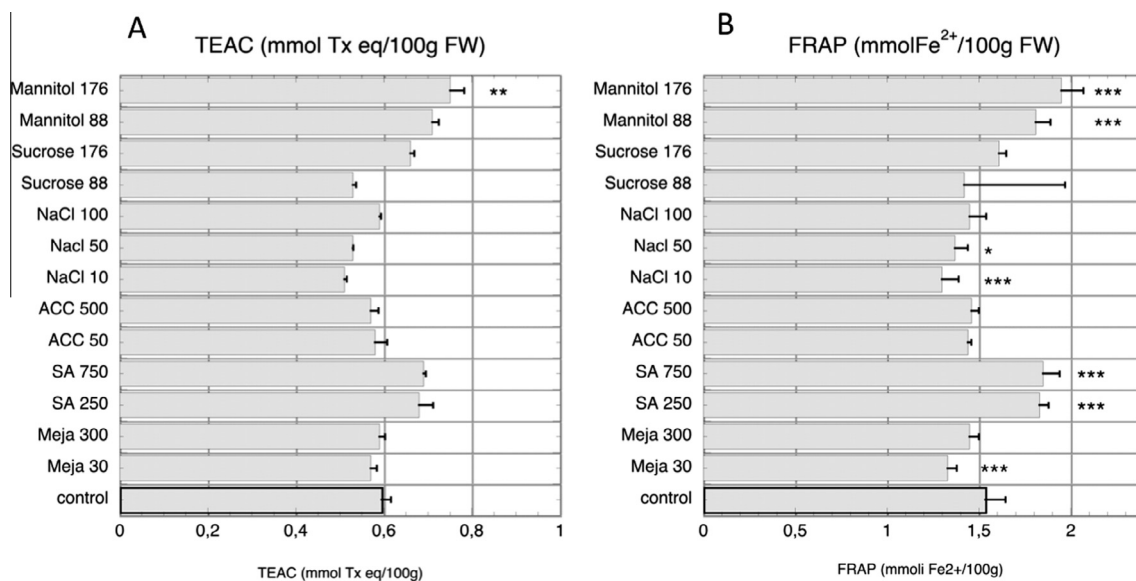 A
TEAC (mmol Tx eq/100g FW)
Mannitol 176
**
Mannitol 88
Sucrose 176
Sucrose 88
NaCl 100
Nacl 50
NaCl 10
ACC 500
ACC 50
SA 750
SA 250
Meja 300
Meja 30
control
0 0,2 0,4 0,6 0,8 1
TEAC (mmol Tx eq/100g)
B
FRAP (mmolFe²⁺/100g FW)
Mannitol 176
***
Mannitol 88
***
Sucrose 176
Sucrose 88
NaCl 100
Nacl 50
*
NaCl 10
***
ACC 500
ACC 50
SA 750
***
SA 250
***
Meja 300
Meja 30
***
control
0 0,5 1 1,5 2
FRAP (mmoli Fe2+/100g)